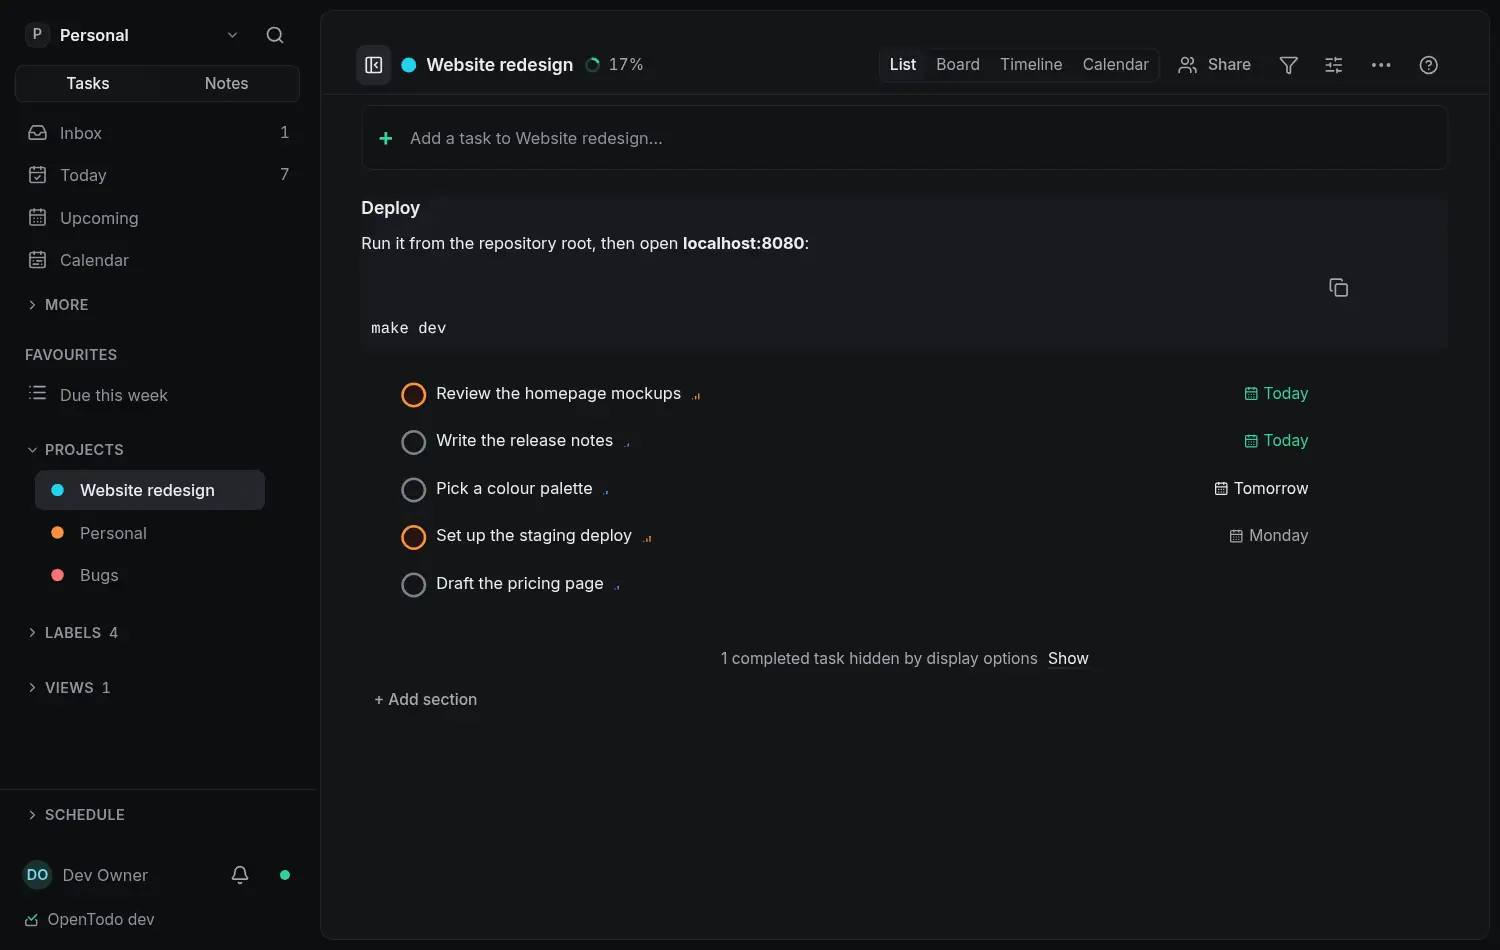 P Personal
Tasks Notes
Inbox 1
Today 7
Upcoming
Calendar
MORE
FAVOURITES
Due this week
PROJECTS
Website redesign
Personal
Bugs
LABELS 4
VIEWS 1
SCHEDULE
DO Dev Owner
OpenTodo dev
Website redesign 17%
List Board Timeline Calendar Share
Add a task to Website redesign...
Deploy
Run it from the repository root, then open localhost:8080:
make dev
Review the homepage mockups Today
Write the release notes Today
Pick a colour palette Tomorrow
Set up the staging deploy Monday
Draft the pricing page
1 completed task hidden by display options Show
+ Add section